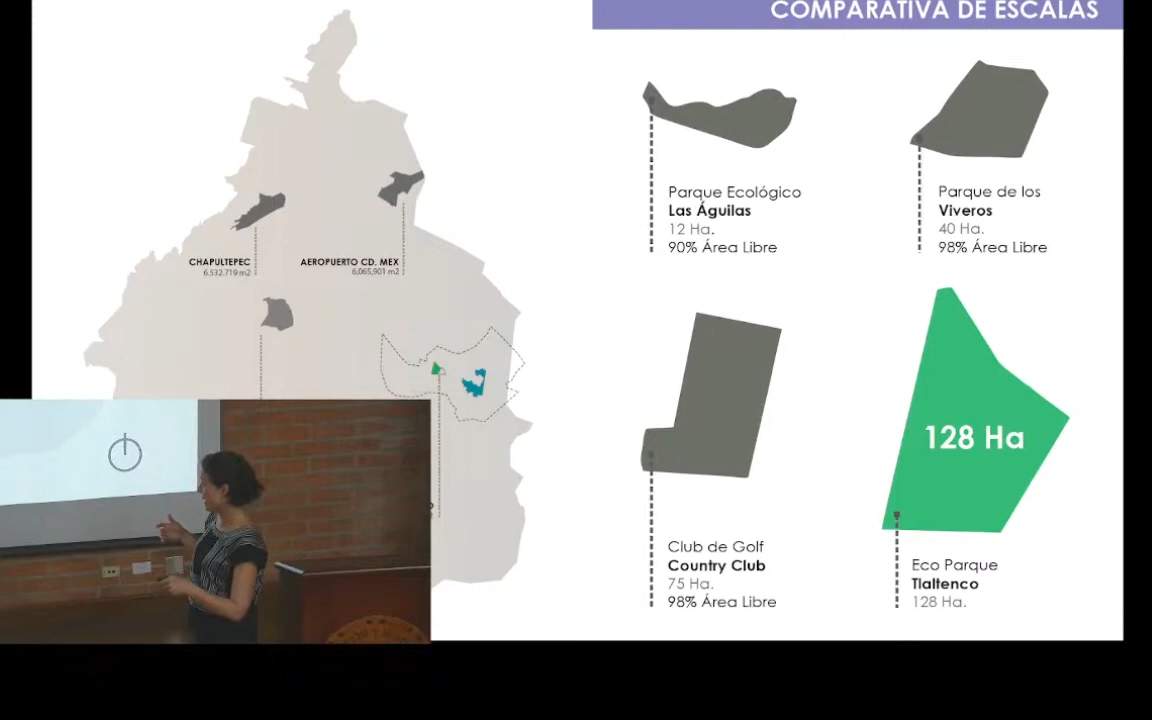 COMPARATIVA DE ESCALAS
CHAPULTEPEC
6,532,719 m2
AEROPUERTO CD. MEX
6,065,901 m2
Parque Ecológico
Las Águilas
12 Ha.
90% Área Libre
Parque de los
Viveros
40 Ha.
98% Área Libre
Club de Golf
Country Club
75 Ha.
98% Área Libre
128 Ha
Eco Parque
Tlaltenco
128 Ha.